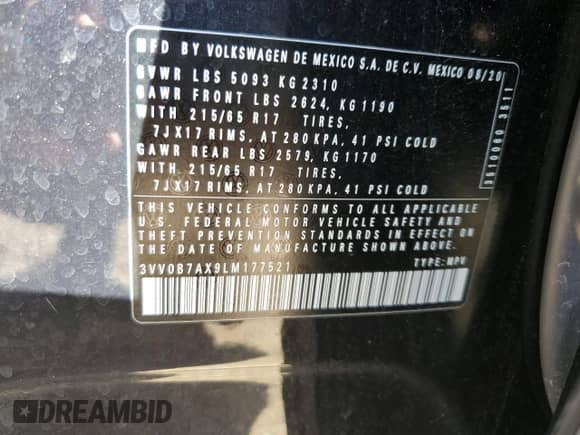 MFD BY VOLKSWAGEN DE MEXICO S.A. DE C.V. MEXICO 08/20
GVWR LBS 5093 KG 2310
GAWR FRONT LBS 2624, KG 1190
WITH 215/65 R17 TIRES,
7JX17 RIMS, AT 280 KPA, 41 PSI COLD
GAWR REAR LBS 2579, KG 1170
WITH 215/65 R17 TIRES,
7JX17 RIMS, AT 280 KPA, 41 PSI COLD
THIS VEHICLE CONFORMS TO ALL APPLICABLE
U.S. FEDERAL MOTOR VEHICLE SAFETY AND
THEFT PREVENTION STANDARDS IN EFFECT ON
THE DATE OF MANUFACTURE SHOWN ABOVE.
3VV0B7AX9LM177521 TYPE: MPV
DREAMBID